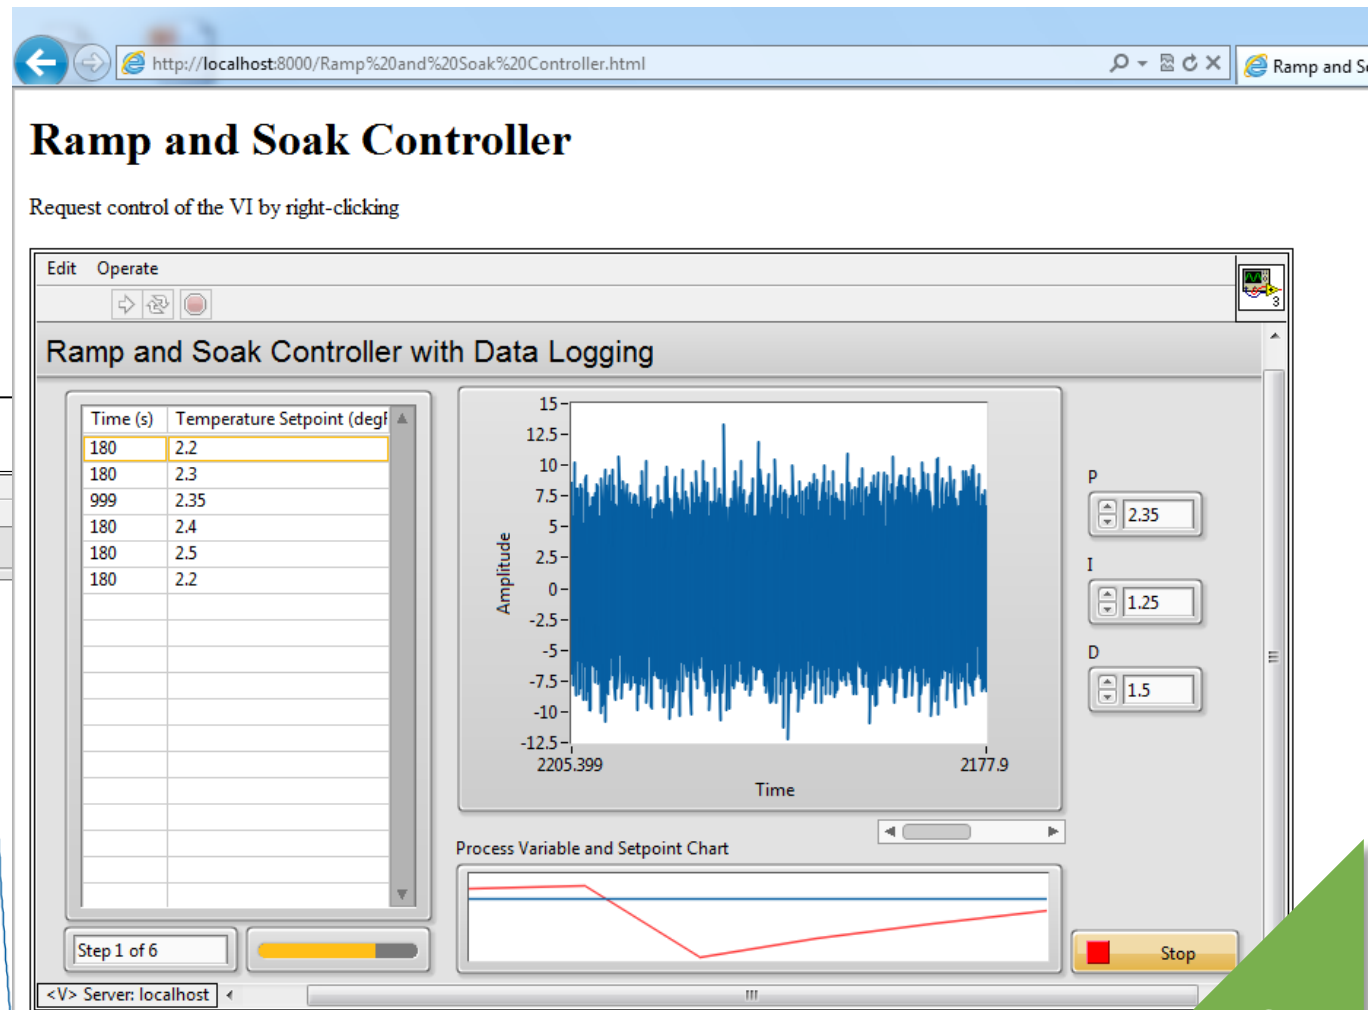 http://localhost:8000/Ramp%20and%20Soak%20Controller.html
Ramp and S
Ramp and Soak Controller
Request control of the VI by right-clicking
Edit Operate
3
Ramp and Soak Controller with Data Logging
Time (s) Temperature Setpoint (degF
180 2.2
180 2.3
999 2.35
180 2.4
180 2.5
180 2.2
Step 1 of 6
15
12.5
10
7.5
5
2.5
0
-2.5
-5
-7.5
-10
-12.5
Amplitude
2205.399 2177.9
Time
Process Variable and Setpoint Chart
P
2.35
I
1.25
D
1.5
Stop
<V> Server: localhost